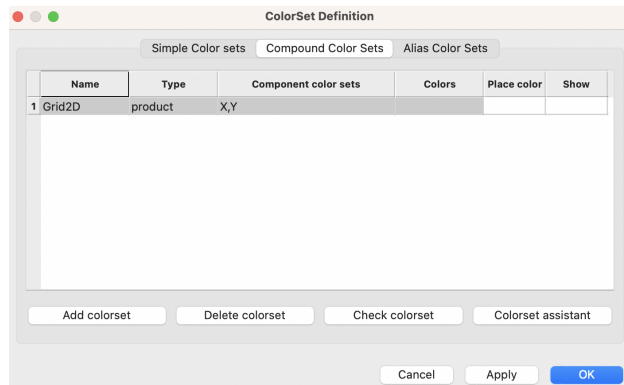 ColorSet Definition
Simple Color sets Compound Color Sets Alias Color Sets
Name Type Component color sets Colors Place color Show
1 Grid2D product X,Y
Add colorset Delete colorset Check colorset Colorset assistant
Cancel Apply OK